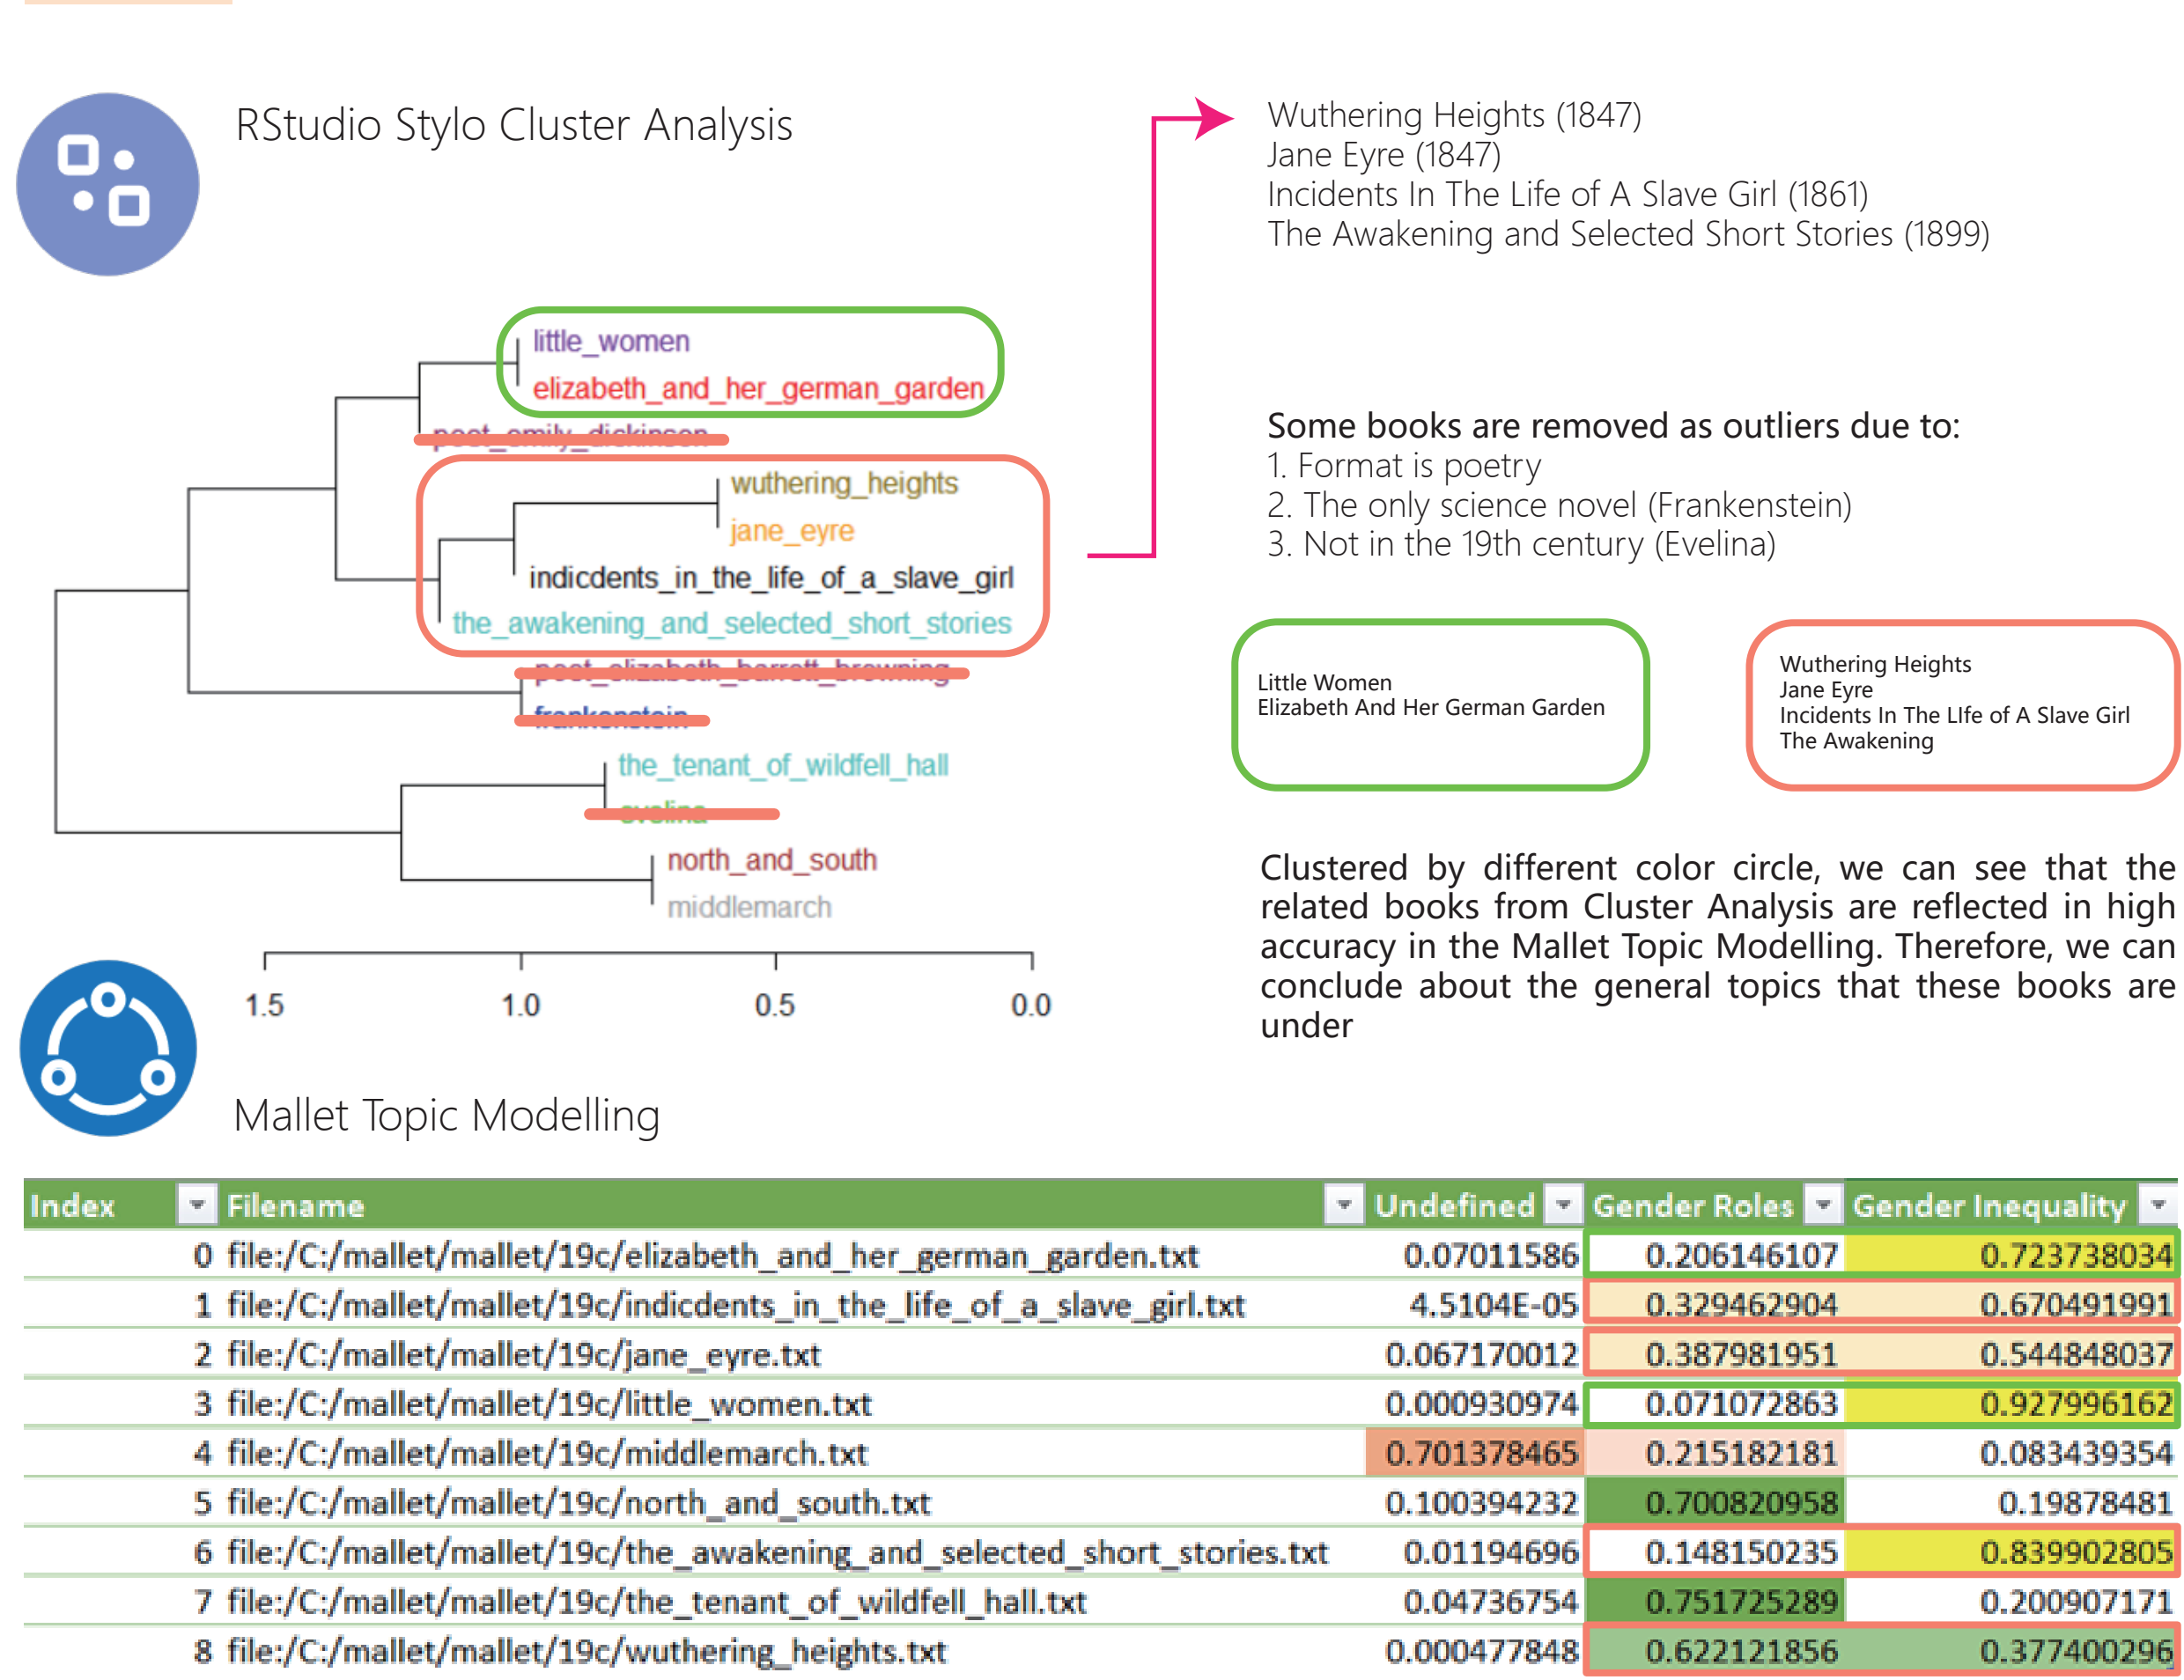 RStudio Stylo Cluster Analysis
Wuthering Heights (1847)
Jane Eyre (1847)
Incidents In The Life of A Slave Girl (1861)
The Awakening and Selected Short Stories (1899)
little_women
elizabeth_and_her_german_garden
poet_emily_dickinson
wuthering_heights
jane_eyre
indicdents_in_the_life_of_a_slave_girl
the_awakening_and_selected_short_stories
poet_elizabeth_barrett_browning
frankenstein
the_tenant_of_wildfell_hall
evelina
north_and_south
middlemarch
1.5 1.0 0.5 0.0
Some books are removed as outliers due to:
1. Format is poetry
2. The only science novel (Frankenstein)
3. Not in the 19th century (Evelina)
Little Women
Elizabeth And Her German Garden
Wuthering Heights
Jane Eyre
Incidents In The LIfe of A Slave Girl
The Awakening
Clustered by different color circle, we can see that the
related books from Cluster Analysis are reflected in high
accuracy in the Mallet Topic Modelling. Therefore, we can
conclude about the general topics that these books are
under
Mallet Topic Modelling
Index Filename Undefined Gender Roles Gender Inequality
0 file:/C:/mallet/mallet/19c/elizabeth_and_her_german_garden.txt 0.07011586 0.206146107 0.723738034
1 file:/C:/mallet/mallet/19c/indicdents_in_the_life_of_a_slave_girl.txt 4.5104E-05 0.329462904 0.670491991
2 file:/C:/mallet/mallet/19c/jane_eyre.txt 0.067170012 0.387981951 0.544848037
3 file:/C:/mallet/mallet/19c/little_women.txt 0.000930974 0.071072863 0.927996162
4 file:/C:/mallet/mallet/19c/middlemarch.txt 0.701378465 0.215182181 0.083439354
5 file:/C:/mallet/mallet/19c/north_and_south.txt 0.100394232 0.700820958 0.19878481
6 file:/C:/mallet/mallet/19c/the_awakening_and_selected_short_stories.txt 0.01194696 0.148150235 0.839902805
7 file:/C:/mallet/mallet/19c/the_tenant_of_wildfell_hall.txt 0.04736754 0.751725289 0.200907171
8 file:/C:/mallet/mallet/19c/wuthering_heights.txt 0.000477848 0.622121856 0.377400296